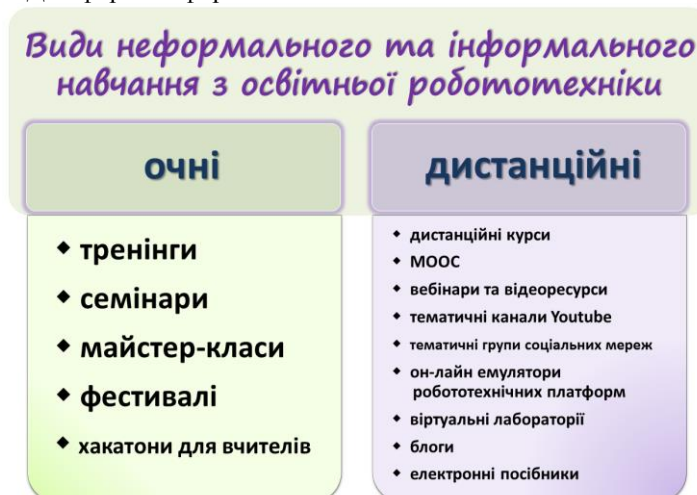 Види неформального та інформального
навчання з освітньої робототехніки
очні
тренінги
семінари
майстер-класи
фестивалі
хакатони для вчителів
дистанційні
дистанційні курси
МООС
вебінари та відеоресурси
тематичні канали Youtube
тематичні групи соціальних мереж
он-лайн емулятори
робототехнічних платформ
віртуальні лабораторії
блоги
електронні посібники